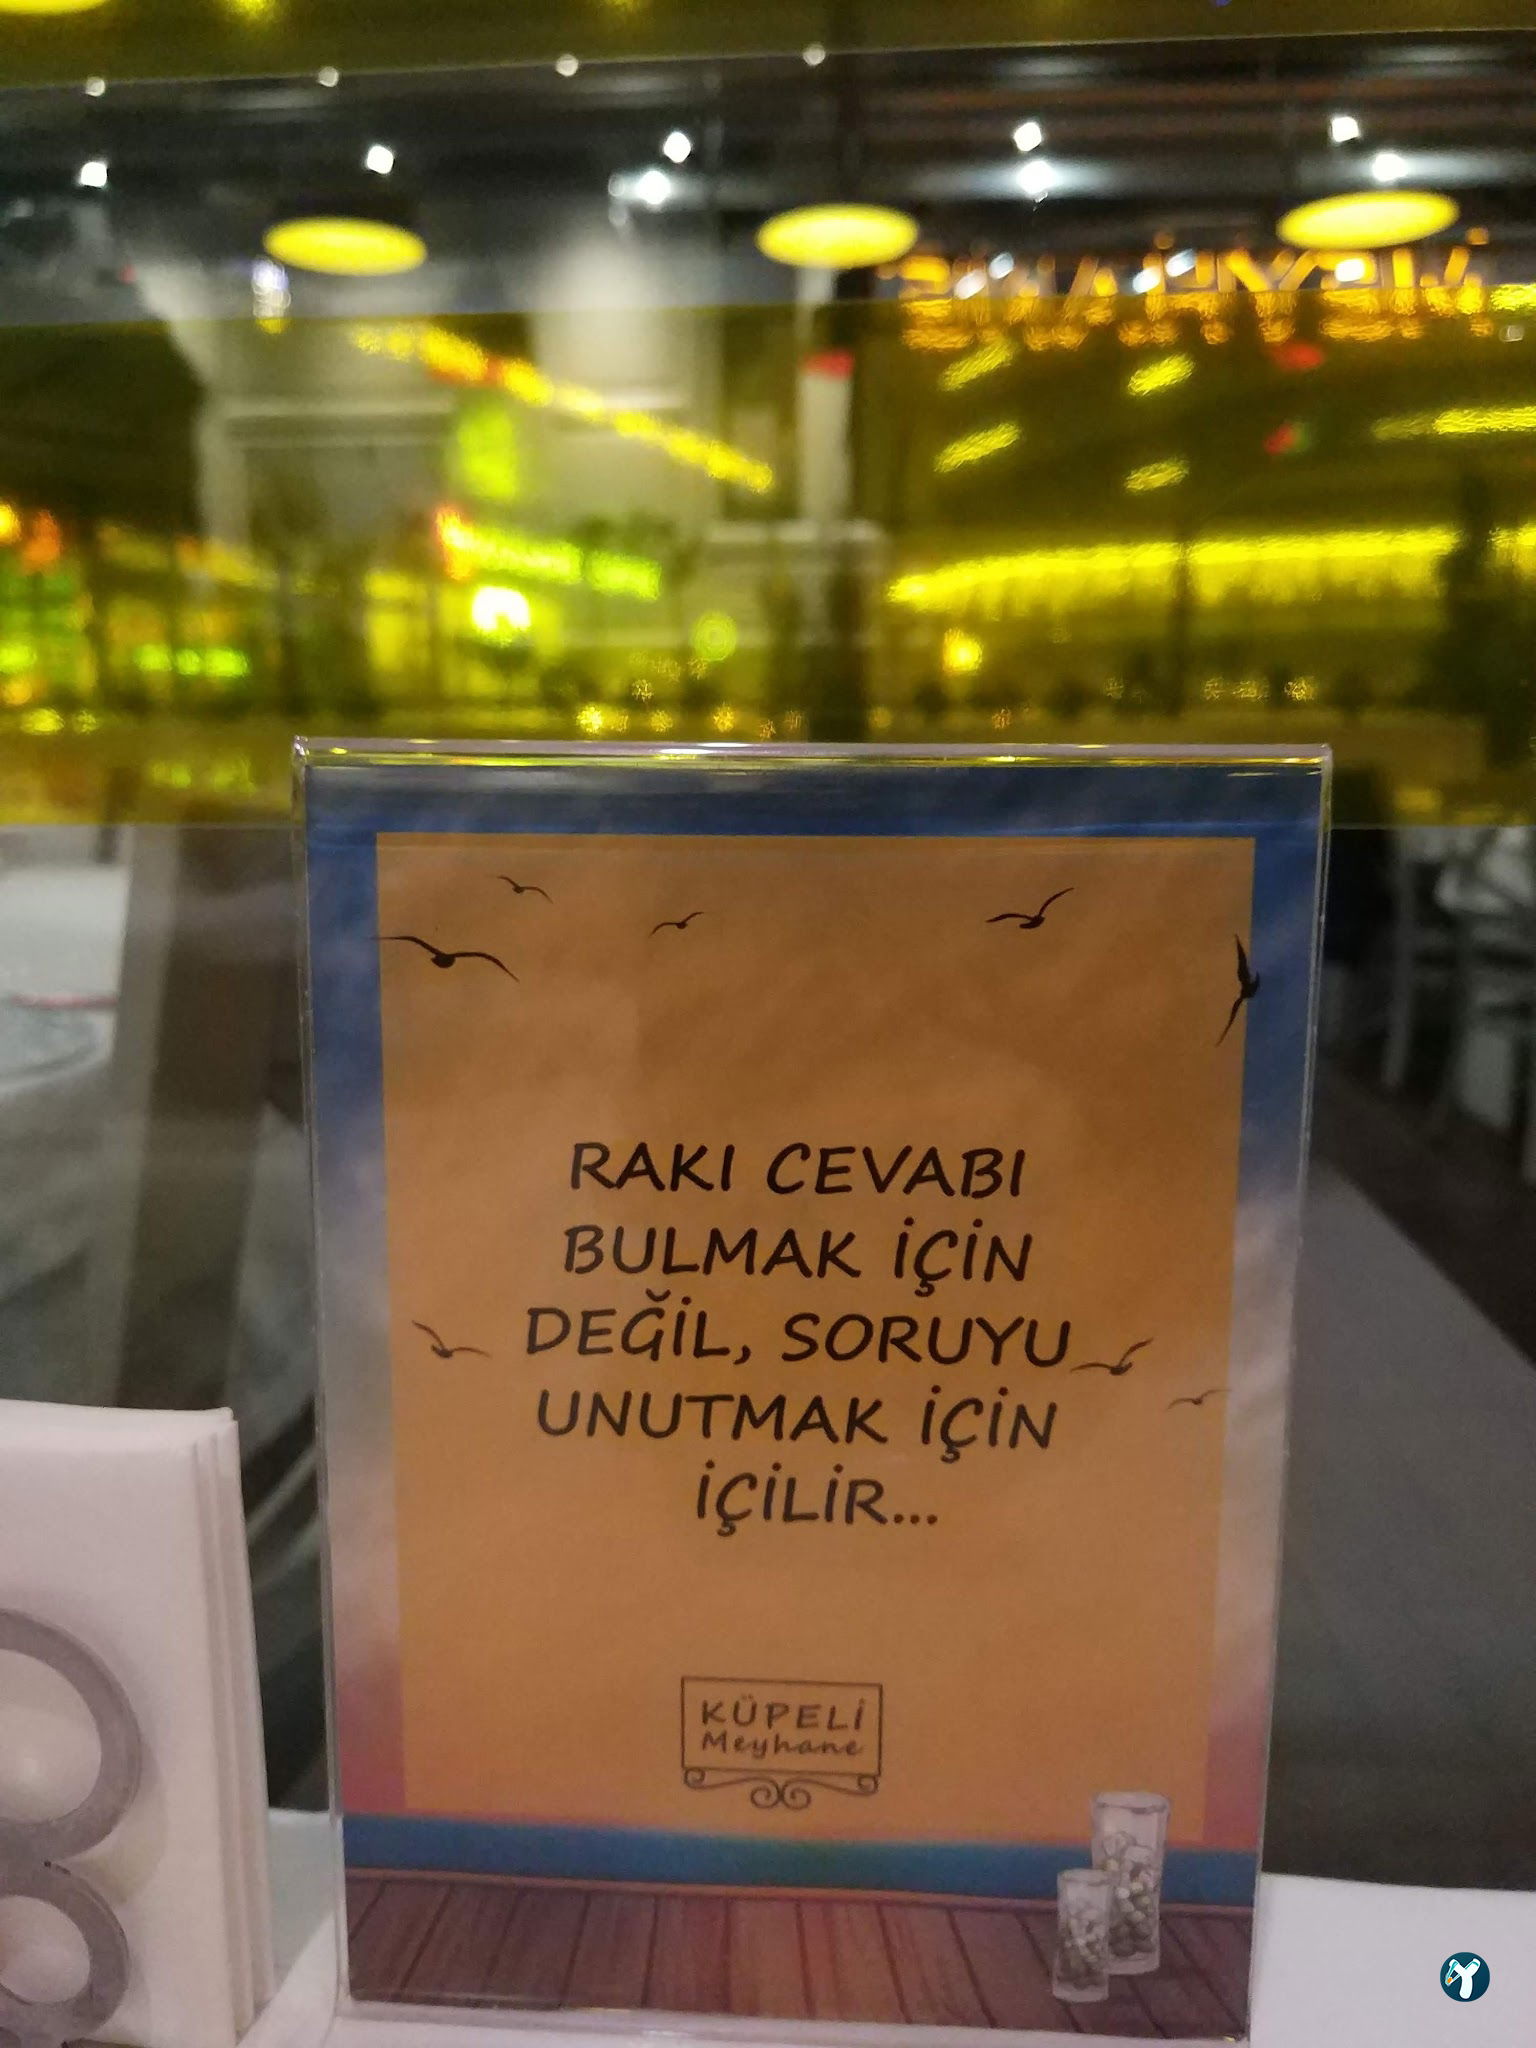 RAKI CEVABI
BULMAK İÇİN
DEĞİL, SORUYU
UNUTMAK İÇİN
İÇİLİR...
KÜPELİ
Meyhane